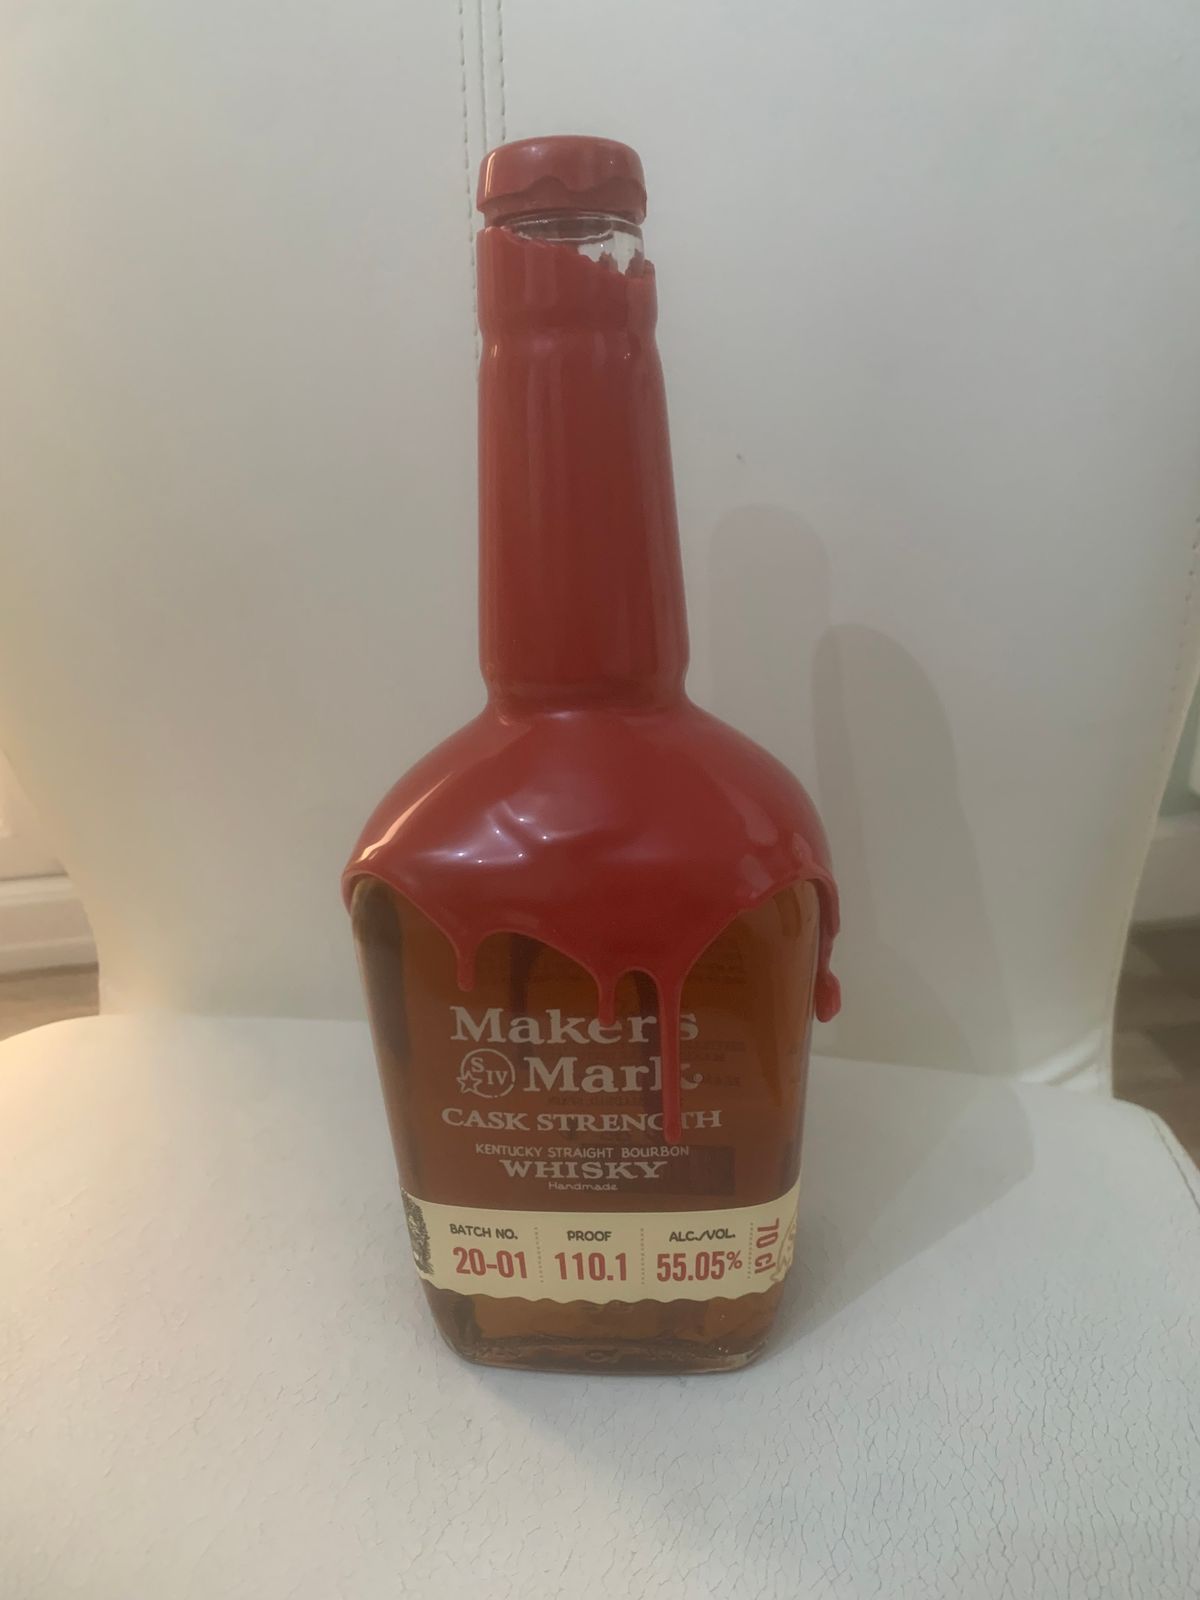 Maker's
S IV Mark
CASK STRENGTH
KENTUCKY STRAIGHT BOURBON
WHISKY
Handmade
BATCH NO. PROOF ALC./VOL. 70 cl
20-01 110.1 55.05%